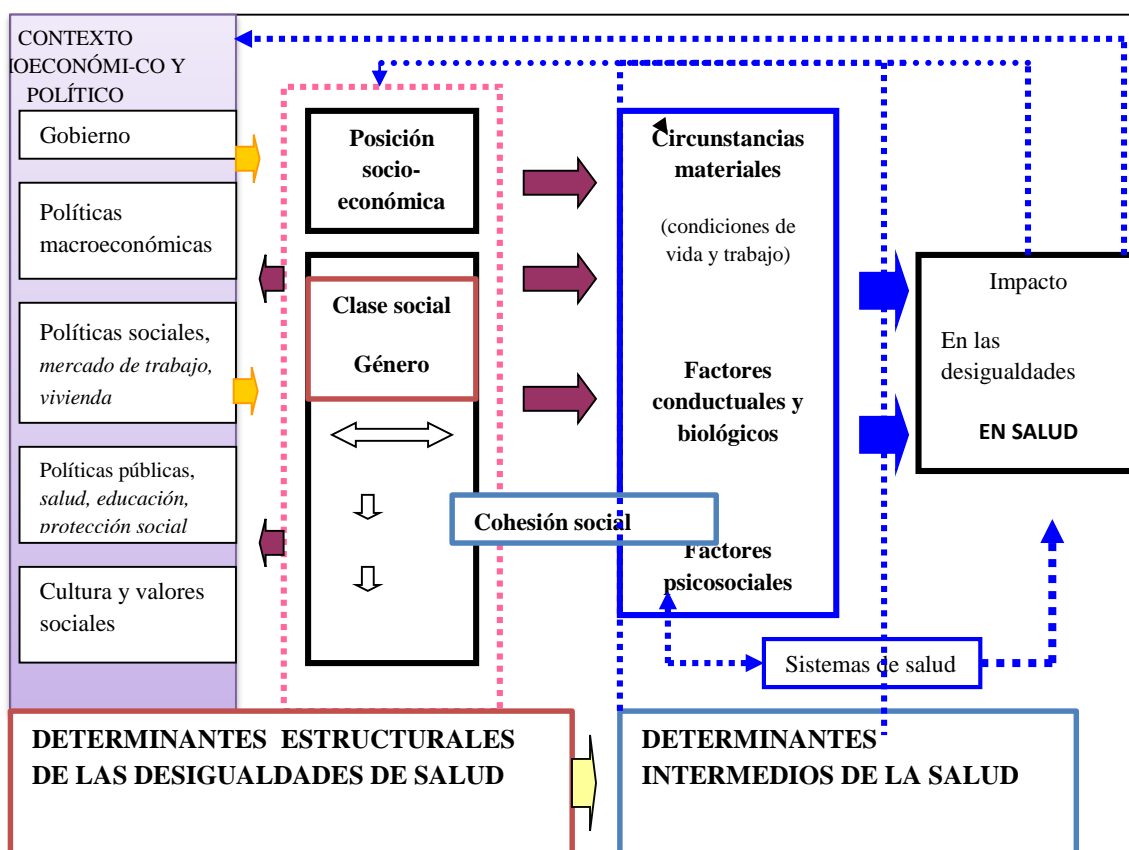 CONTEXTO
IOECONÓMI-CO Y
POLÍTICO
Gobierno
Políticas
macroeconómicas
Políticas sociales,
mercado de trabajo,
vivienda
Políticas públicas,
salud, educación,
protección social
Cultura y valores
sociales
Posición
socio-
económica
Clase social
Género
Cohesión social
Circunstancias
materiales
(condiciones de
vida y trabajo)
Factores
conductuales y
biológicos
Factores
psicosociales
Sistemas de salud
Impacto
En las
desigualdades
EN SALUD
DETERMINANTES ESTRUCTURALES
DE LAS DESIGUALDADES DE SALUD
DETERMINANTES
INTERMEDIOS DE LA SALUD